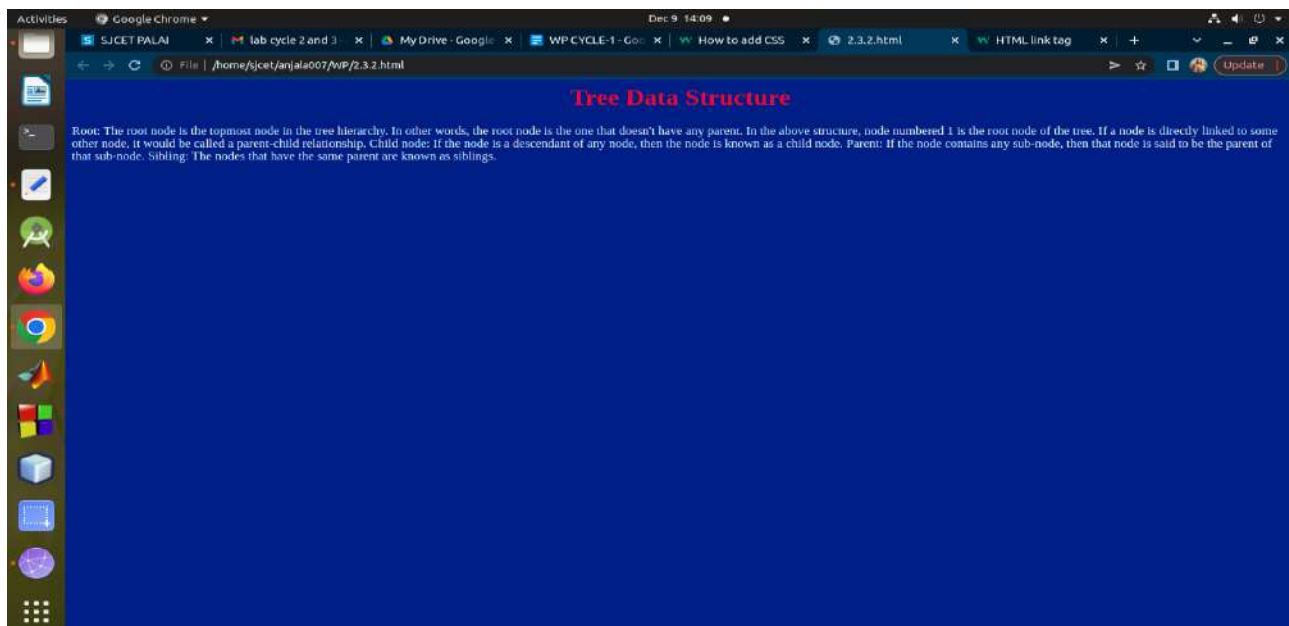 Activities Google Chrome Dec 9 14:09
SJCET PALAI lab cycle 2 and 3 My Drive - Google WP CYCLE-1 - Goo How to add CSS 2.3.2.html HTML link tag
File /home/sjcet/anjala007/WP/2.3.2.html Update
Tree Data Structure
Root: The root node is the topmost node in the tree hierarchy. In other words, the root node is the one that doesn't have any parent. In the above structure, node numbered 1 is the root node of the tree. If a node is directly linked to some
other node, it would be called a parent-child relationship. Child node: If the node is a descendant of any node, then the node is known as a child node. Parent: If the node contains any sub-node, then that node is said to be the parent of
that sub-node. Sibling: The nodes that have the same parent are known as siblings.